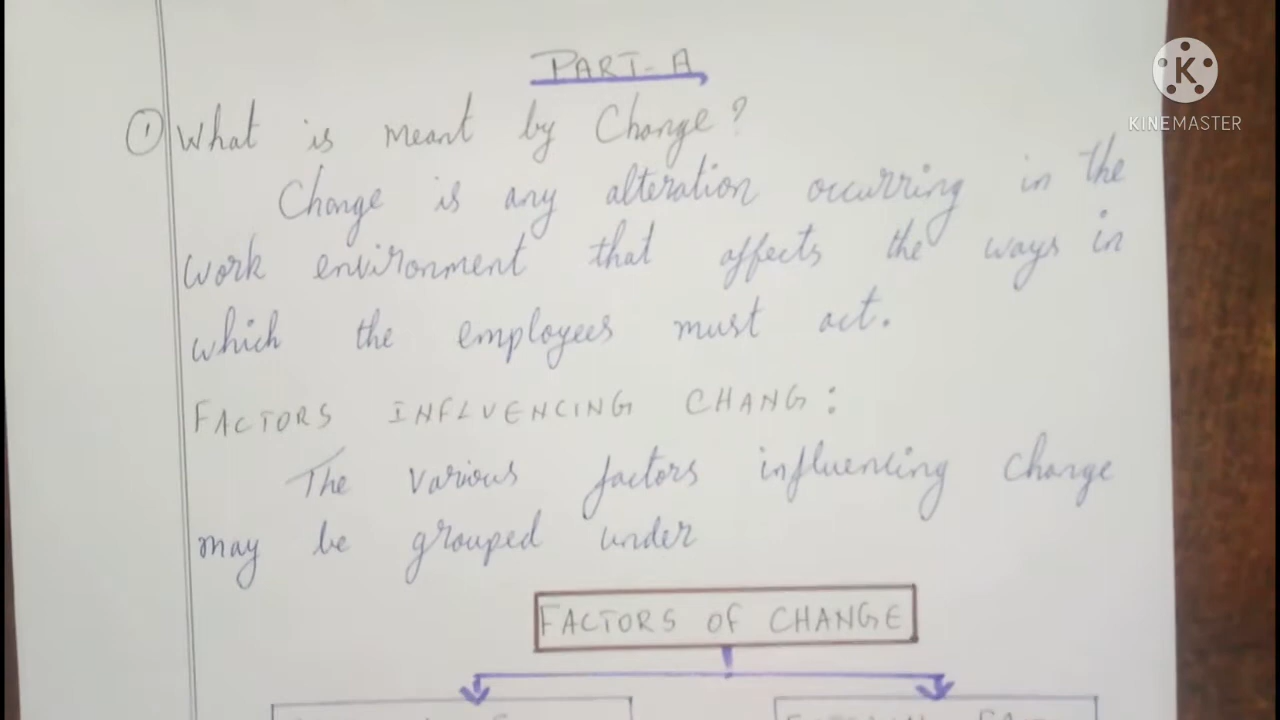 PART-A
① What is meant by Change?
Change is any alteration occurring in the
work environment that affects the ways in
which the employees must act.
FACTORS INFLUENCING CHANG:
The various factors influencing change
may be grouped under
FACTORS OF CHANGE
K
KINEMASTER